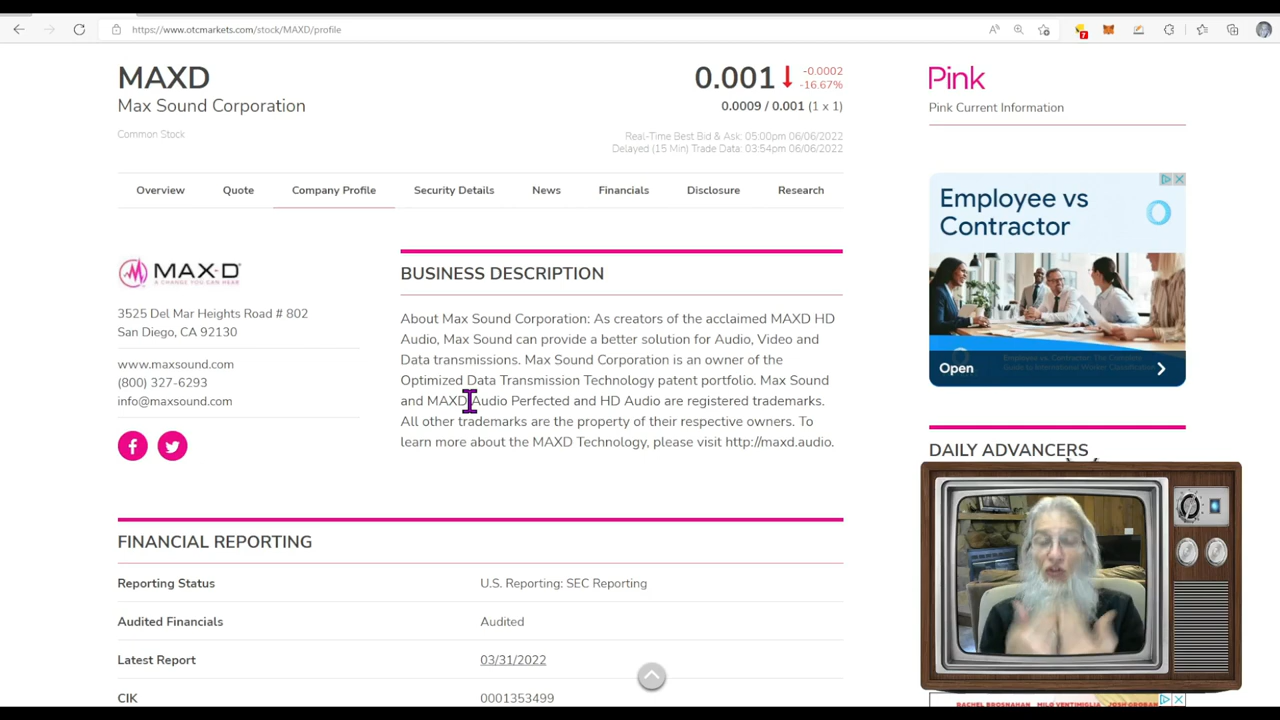 https://www.otcmarkets.com/stock/MAXD/profile
7
MAXD
Max Sound Corporation
Common Stock
0.001 -0.0002
-16.67%
0.0009 / 0.001 (1 x 1)
Real-Time Best Bid & Ask: 05:00pm 06/06/2022
Delayed (15 Min) Trade Data: 03:54pm 06/06/2022
Pink
Pink Current Information
Overview Quote Company Profile Security Details News Financials Disclosure Research
MAX-D
A CHANGE YOU CAN HEAR
3525 Del Mar Heights Road # 802
San Diego, CA 92130
www.maxsound.com
(800) 327-6293
info@maxsound.com
BUSINESS DESCRIPTION
About Max Sound Corporation: As creators of the acclaimed MAXD HD
Audio, Max Sound can provide a better solution for Audio, Video and
Data transmissions. Max Sound Corporation is an owner of the
Optimized Data Transmission Technology patent portfolio. Max Sound
and MAXD Audio Perfected and HD Audio are registered trademarks.
All other trademarks are the property of their respective owners. To
learn more about the MAXD Technology, please visit http://maxd.audio.
Employee vs
Contractor
Open
DAILY ADVANCERS
FINANCIAL REPORTING
Reporting Status U.S. Reporting: SEC Reporting
Audited Financials Audited
Latest Report 03/31/2022
CIK 0001353499
RACHEL BROSNAHAN MILO VENTIMIGLIA